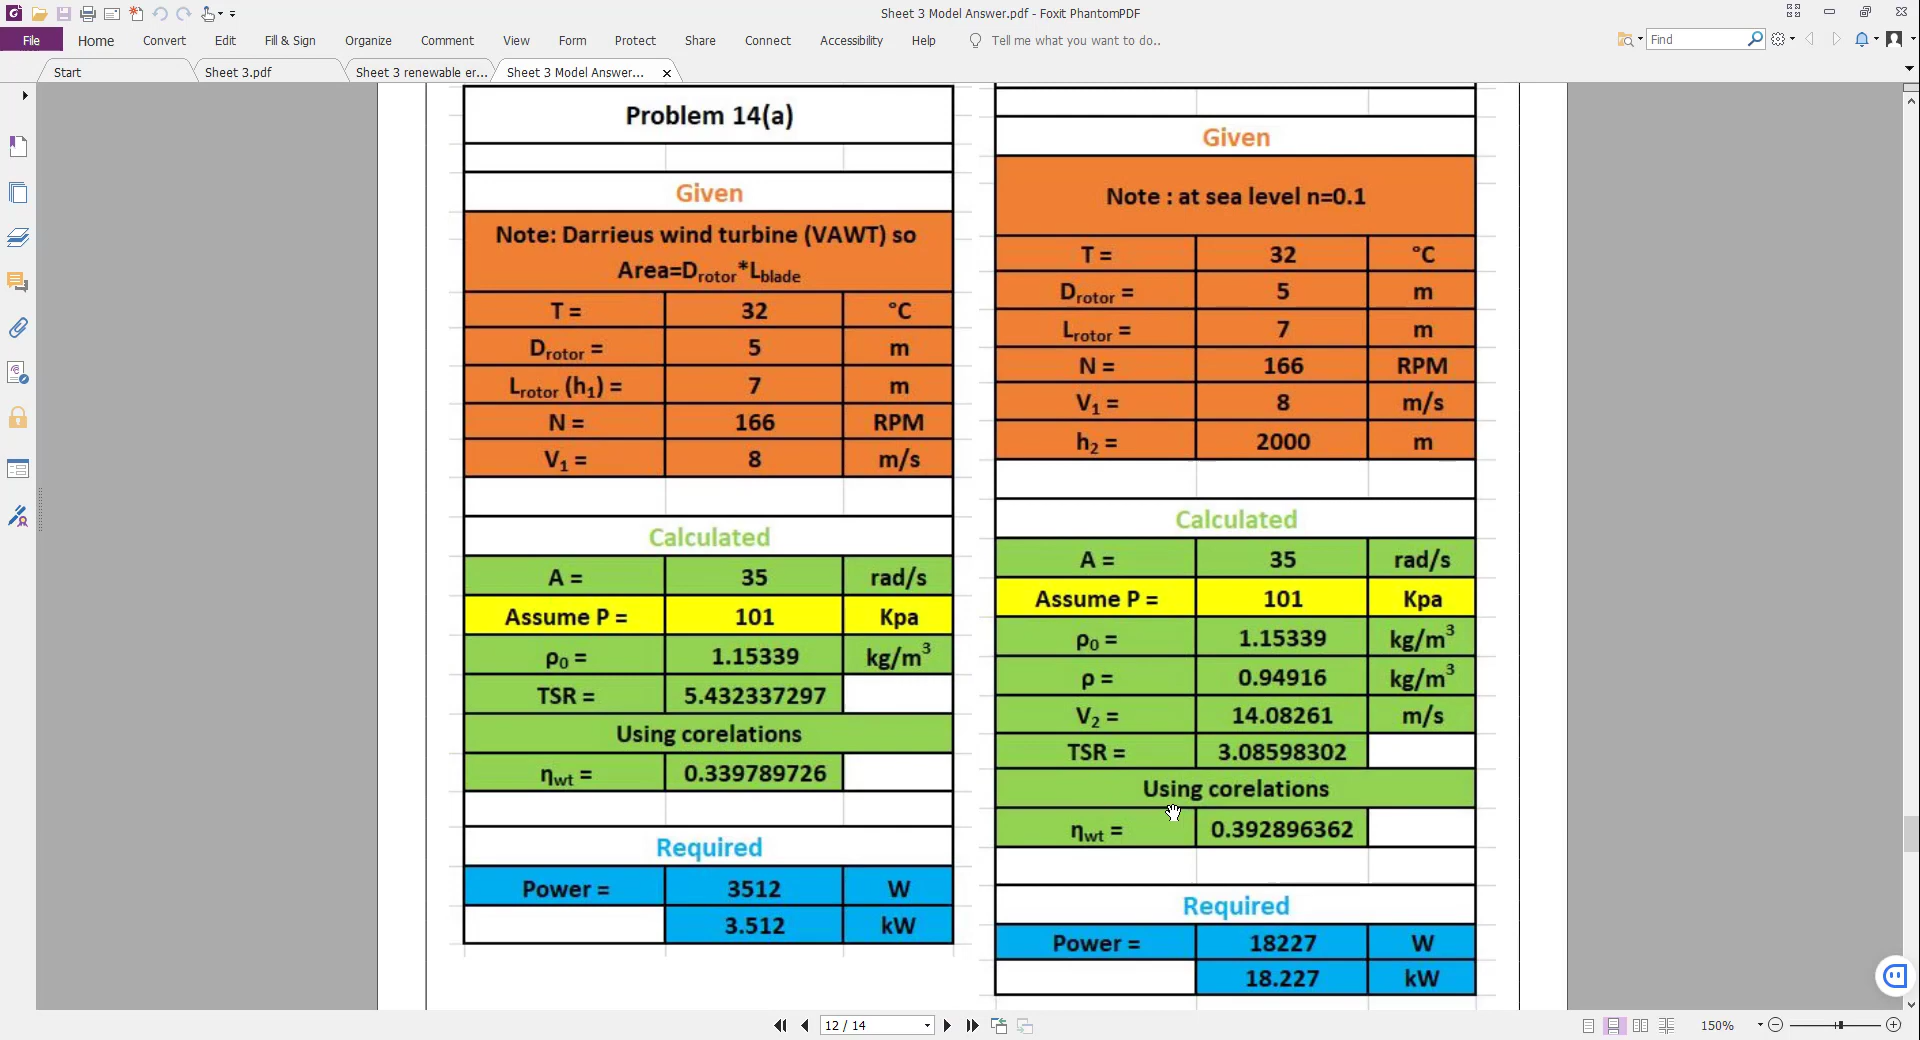 Sheet 3 Model Answer.pdf - Foxit PhantomPDF
File Home Convert Edit Fill & Sign Organize Comment View Form Protect Share Connect Accessibility Help Tell me what you want to do.. Find
Start Sheet 3.pdf Sheet 3 renewable er... Sheet 3 Model Answer...
Problem 14(a)
Given
Note: Darrieus wind turbine (VAWT) so
Area=Drotor*Lblade
T = 32 °C
Drotor = 5 m
Lrotor (h1) = 7 m
N = 166 RPM
V1 = 8 m/s
Calculated
A = 35 rad/s
Assume P = 101 Kpa
ρ0 = 1.15339 kg/m3
TSR = 5.432337297
Using corelations
ηwt = 0.339789726
Required
Power = 3512 W
3.512 kW
Given
Note : at sea level n=0.1
T = 32 °C
Drotor = 5 m
Lrotor = 7 m
N = 166 RPM
V1 = 8 m/s
h2 = 2000 m
Calculated
A = 35 rad/s
Assume P = 101 Kpa
ρ0 = 1.15339 kg/m3
ρ = 0.94916 kg/m3
V2 = 14.08261 m/s
TSR = 3.08598302
Using corelations
ηwt = 0.392896362
Required
Power = 18227 W
18.227 kW
12 / 14
150%